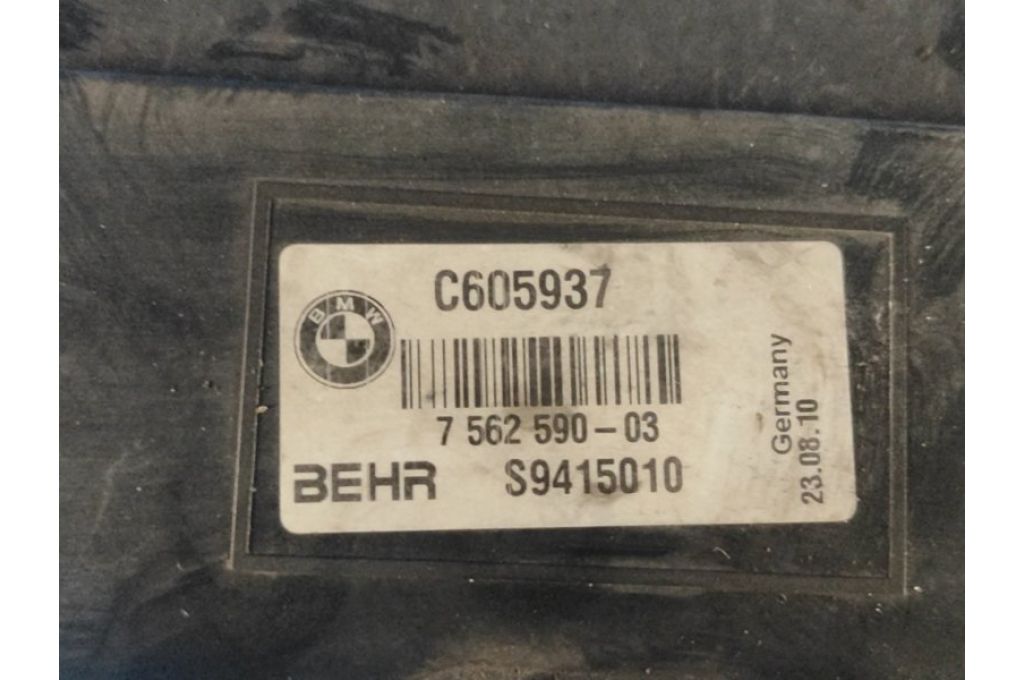 C605937
BMW
7 562 590-03
BEHR S9415010
Germany
23.08.10